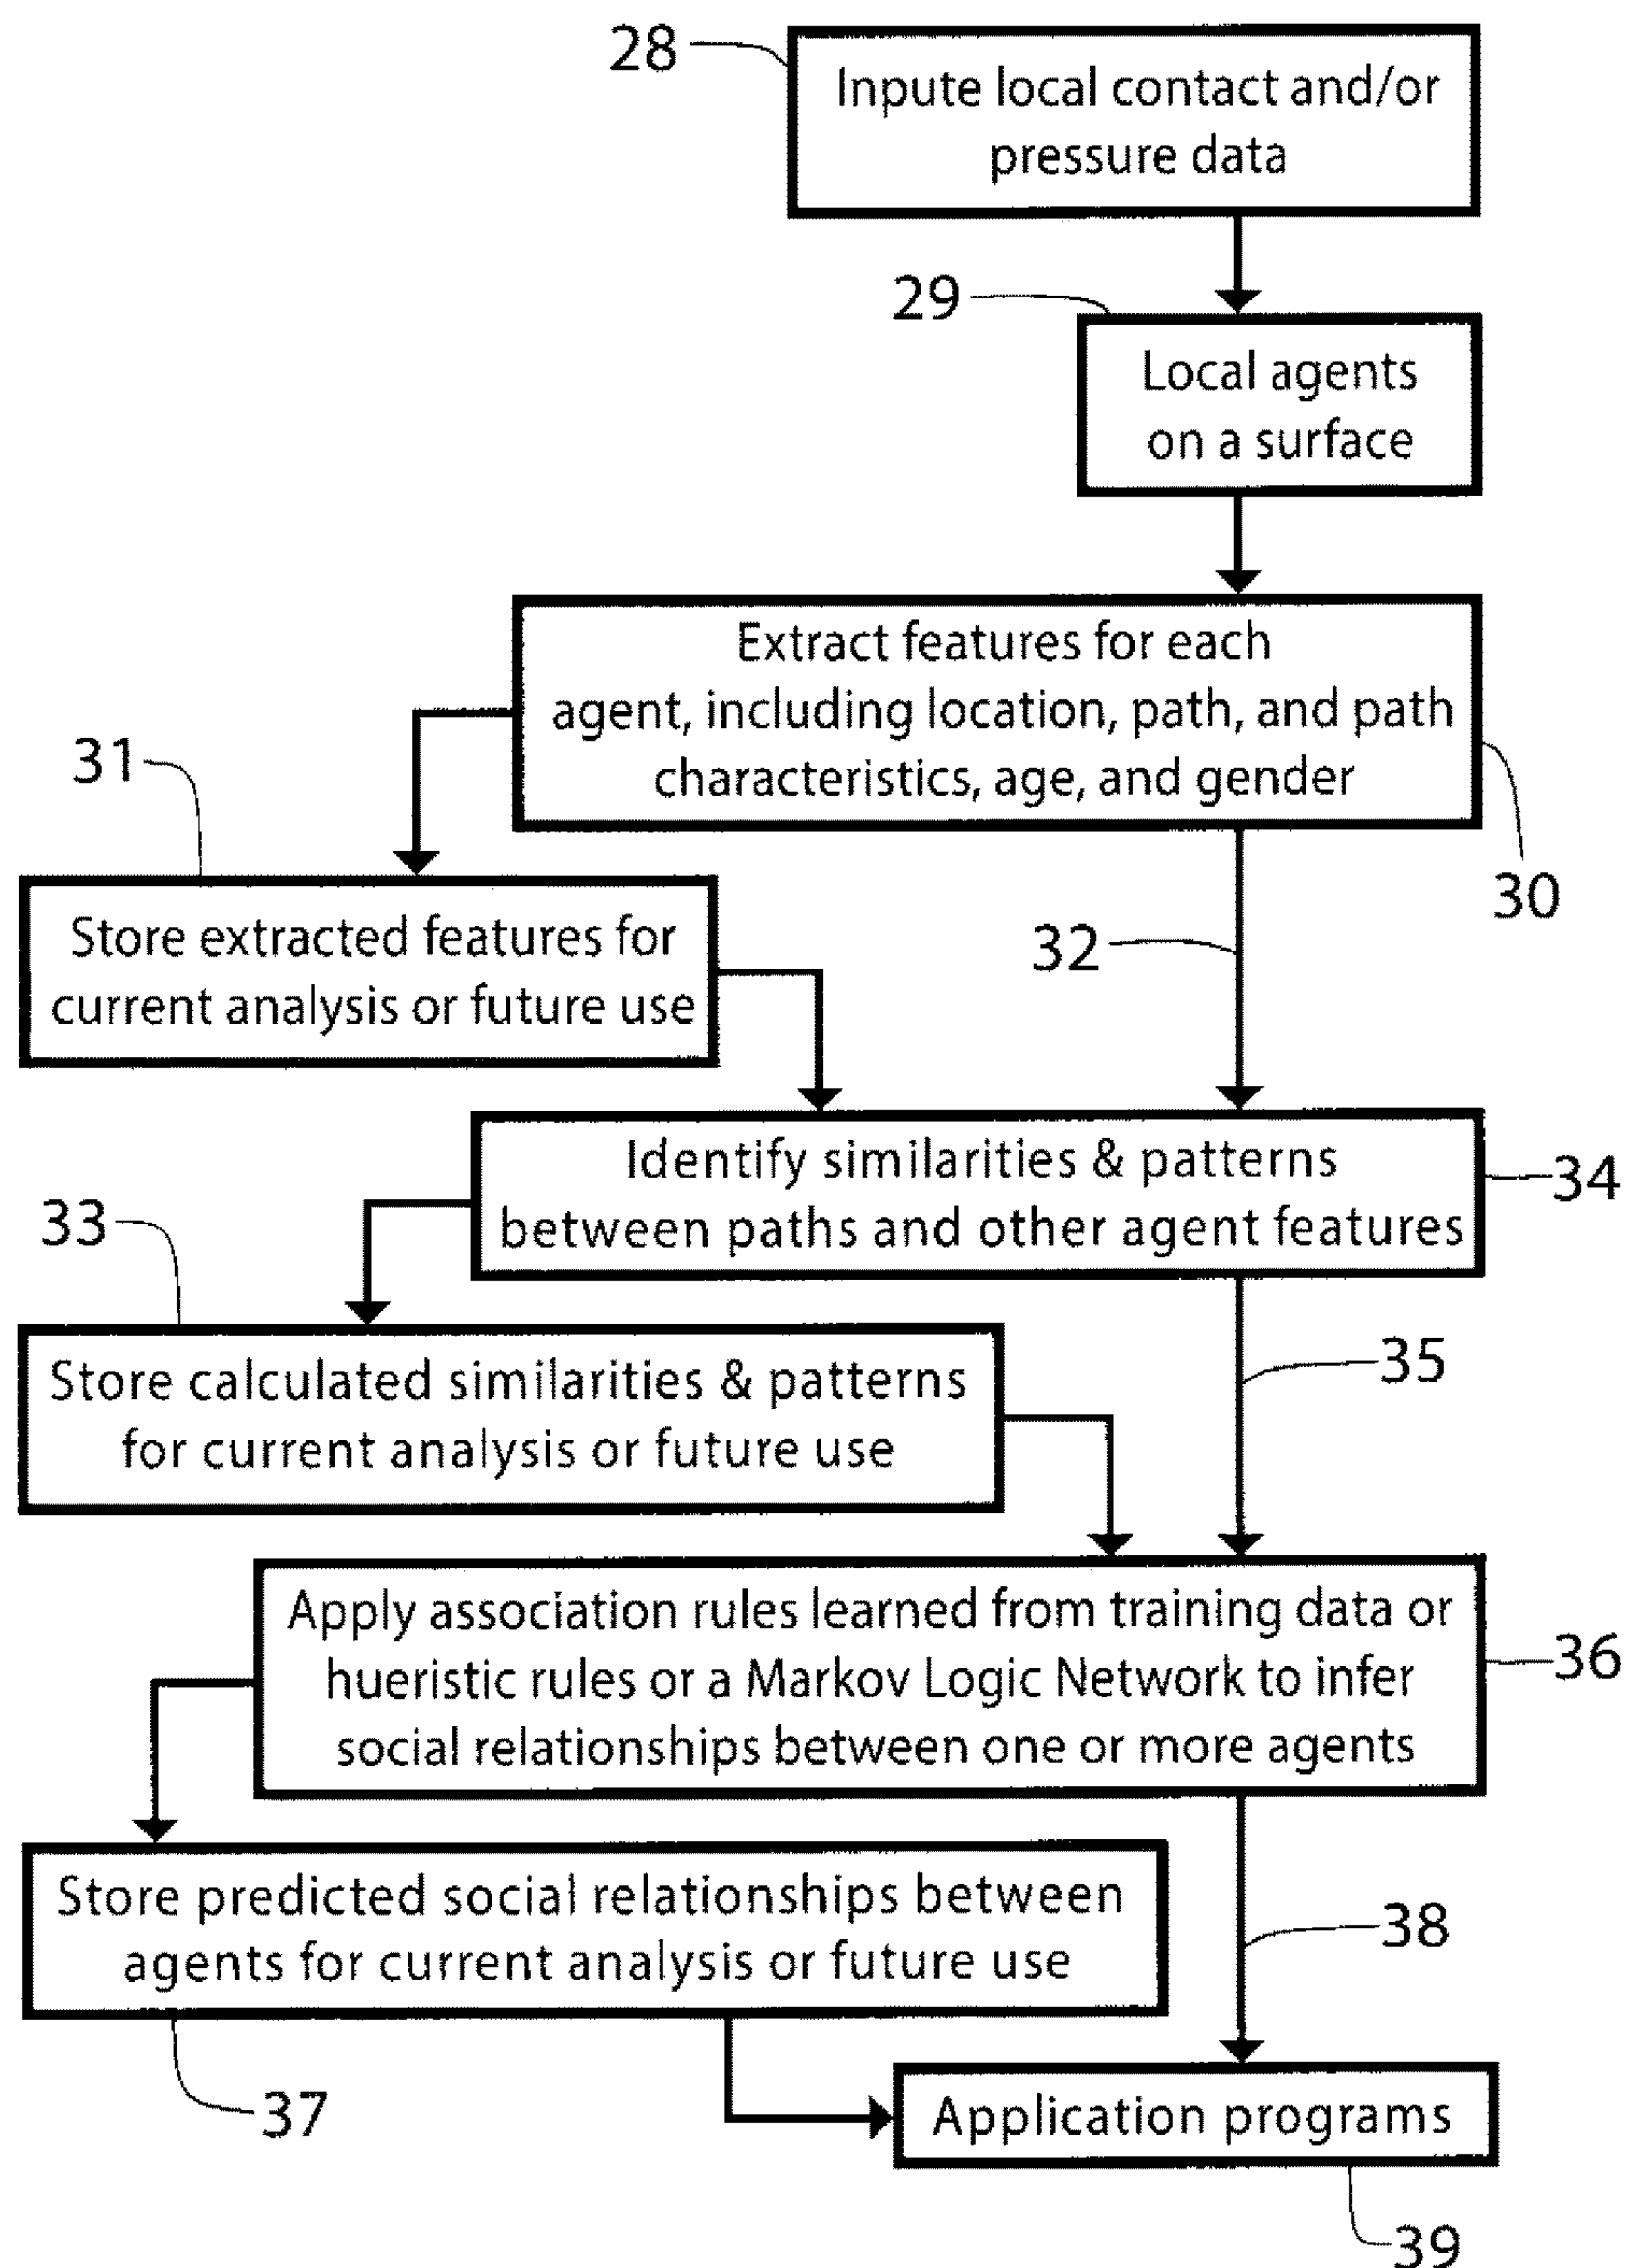 28
Inpute local contact and/or
pressure data
29
Local agents
on a surface
Extract features for each
agent, including location, path, and path
characteristics, age, and gender
30
31
Store extracted features for
current analysis or future use
32
Identify similarities & patterns
between paths and other agent features
34
33
Store calculated similarities & patterns
for current analysis or future use
35
Apply association rules learned from training data or
hueristic rules or a Markov Logic Network to infer
social relationships between one or more agents
36
Store predicted social relationships between
agents for current analysis or future use
38
37
Application programs
39